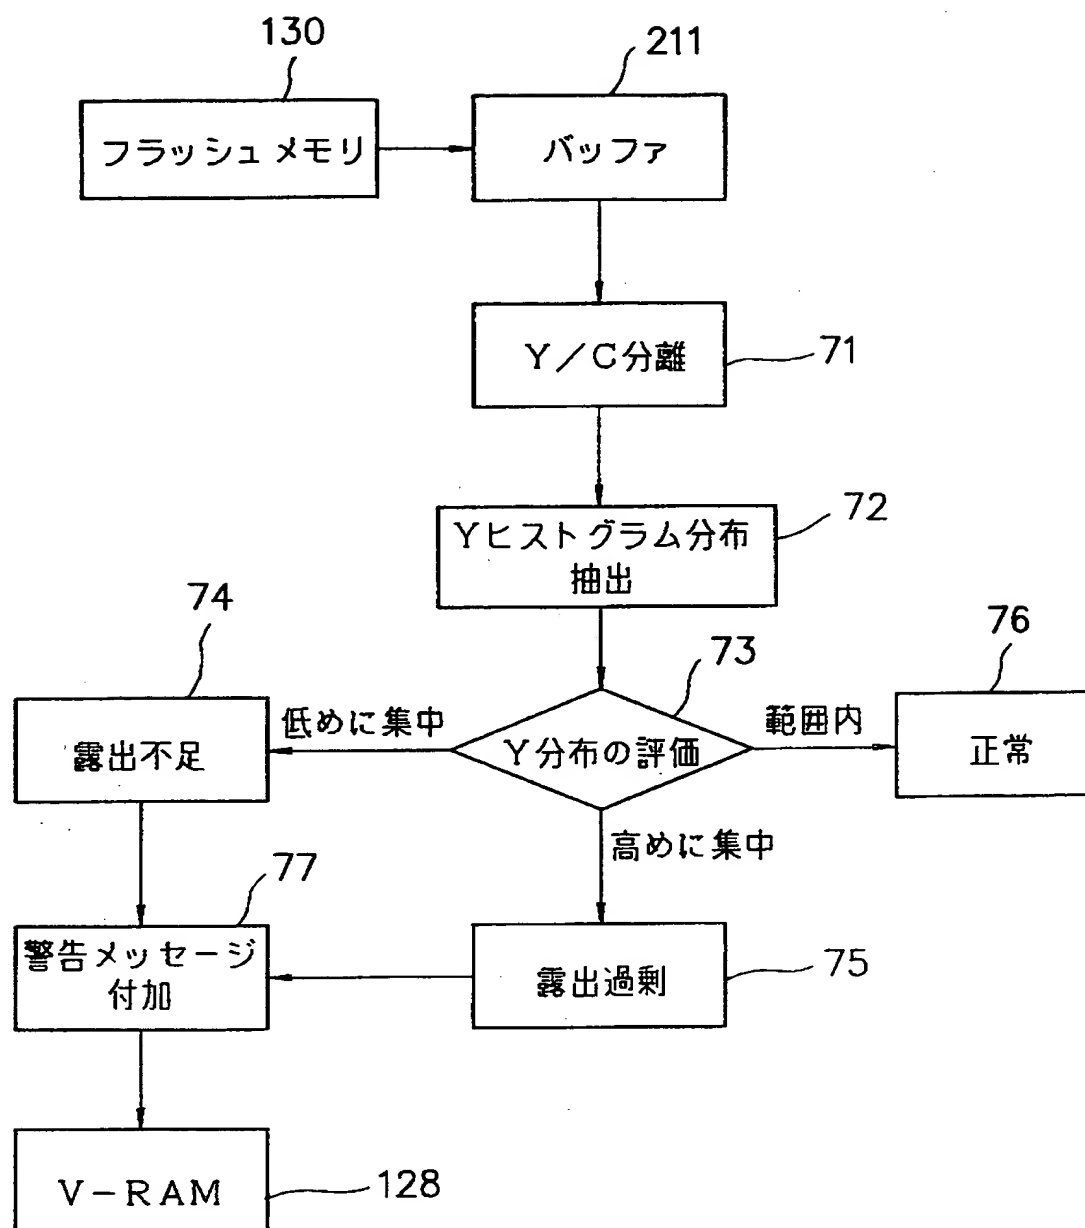 130
211
フラッシュメモリ
バッファ
Y／C分離
71
Yヒストグラム分布
抽出
72
74
73
76
低めに集中
範囲内
露出不足
Y分布の評価
正常
高めに集中
77
警告メッセージ
付加
露出過剰
75
V－RAM
128